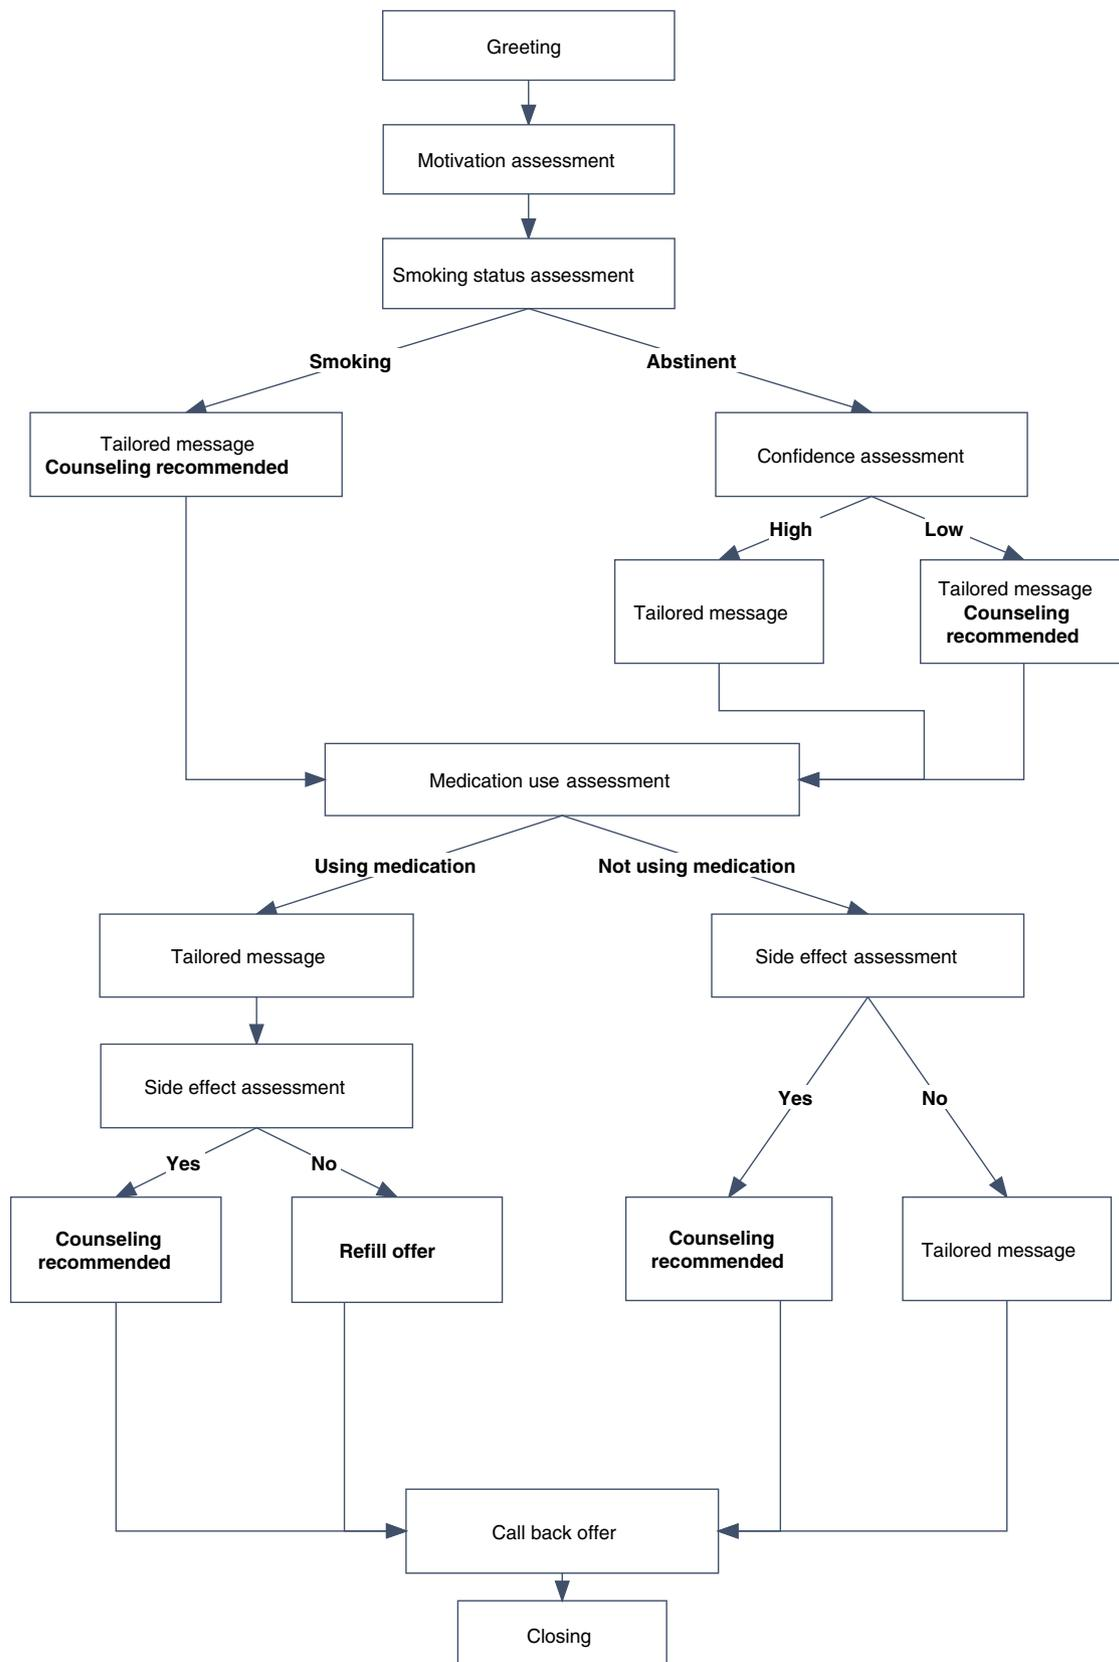 Greeting
Motivation assessment
Smoking status assessment
Smoking
Abstinent
Tailored message
Counseling recommended
Confidence assessment
High
Low
Tailored message
Tailored message
Counseling
recommended
Medication use assessment
Using medication
Not using medication
Tailored message
Side effect assessment
Side effect assessment
Yes
No
Yes
No
Counseling
recommended
Refill offer
Counseling
recommended
Tailored message
Call back offer
Closing